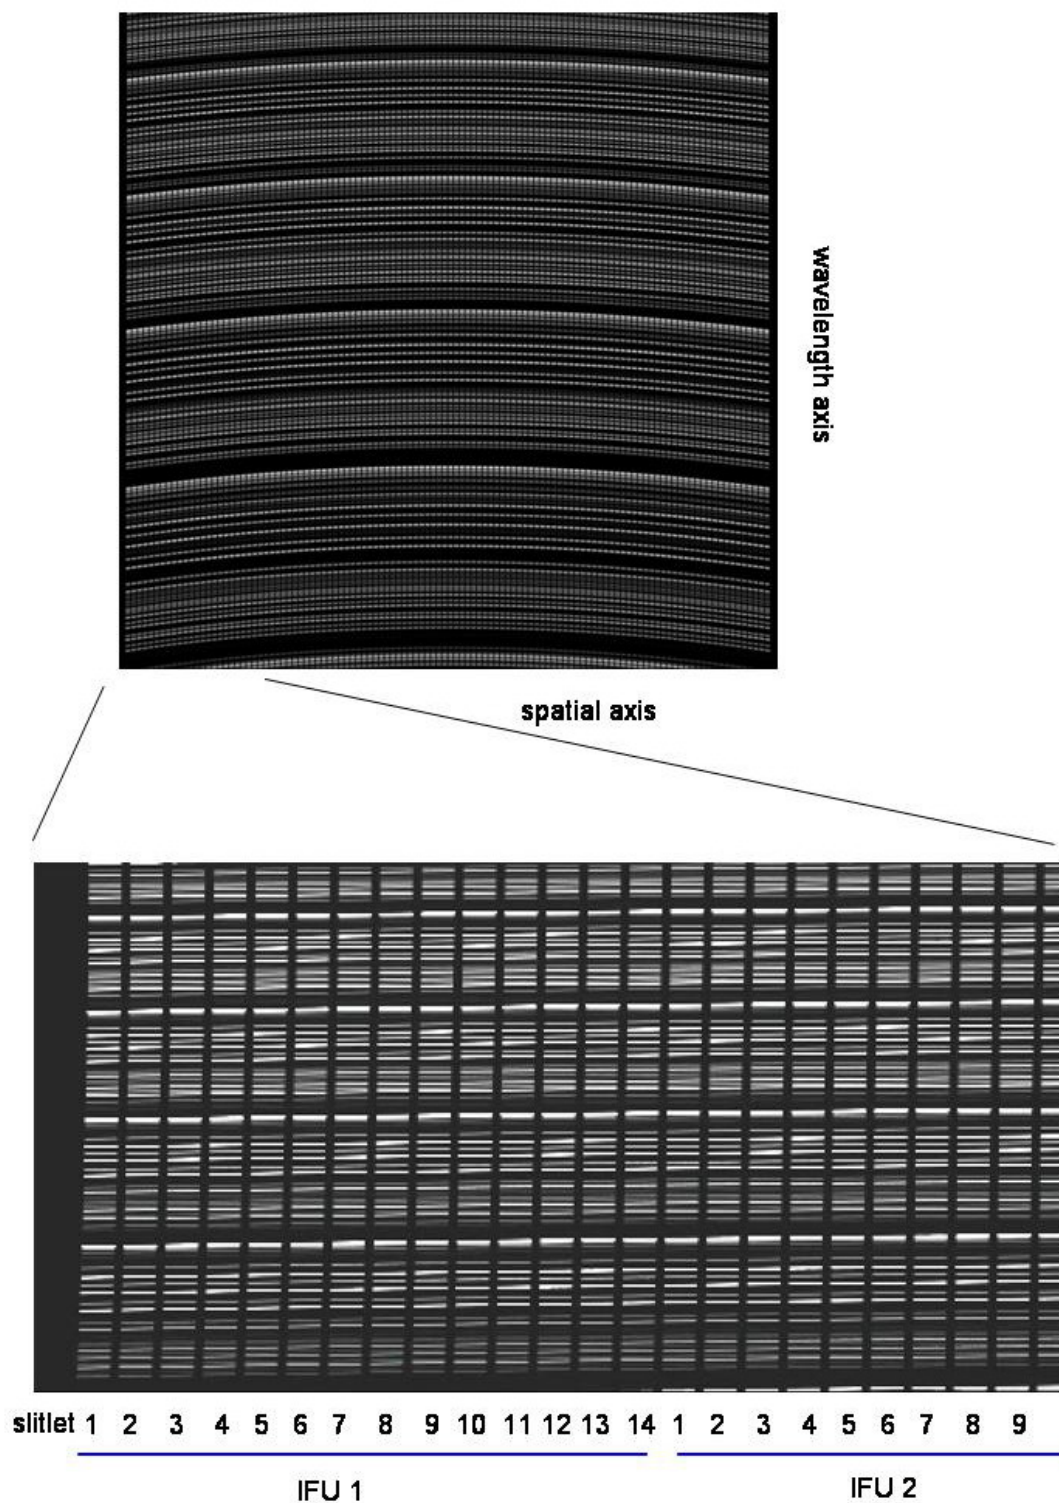 wavelength axis
spatial axis
slitlet 1 2 3 4 5 6 7 8 9 10 11 12 13 14 1 2 3 4 5 6 7 8 9
IFU 1
IFU 2